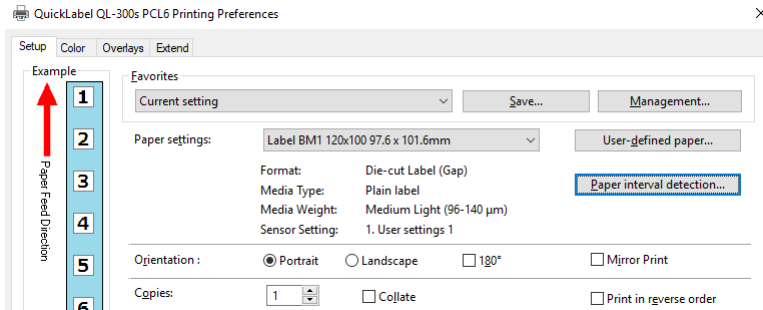 QuickLabel QL-300s PCL6 Printing Preferences
Setup Color Overlays Extend
Example
1
2
3
4
5
6
Paper Feed Direction
Favorites
Current setting Save... Management...
Paper settings: Label BM1 120x100 97.6 x 101.6mm User-defined paper...
Format: Die-cut Label (Gap)
Paper interval detection...
Media Type: Plain label
Media Weight: Medium Light (96-140 µm)
Sensor Setting: 1. User settings 1
Orientation : Portrait Landscape 180° Mirror Print
Copies: 1 Collate Print in reverse order